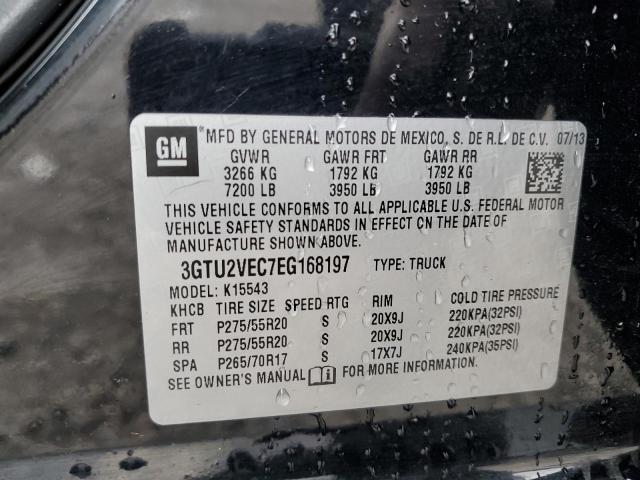 GM *MFD BY GENERAL MOTORS DE MEXICO, S. DE R.L. DE C.V. 07/13
GVWR GAWR FRT GAWR RR
3266 KG 1792 KG 1792 KG
7200 LB 3950 LB 3950 LB
THIS VEHICLE CONFORMS TO ALL APPLICABLE U.S. FEDERAL MOTOR
VEHICLE SAFETY STANDARDS IN EFFECT ON THE DATE OF
MANUFACTURE SHOWN ABOVE.
3GTU2VEC7EG168197 TYPE: TRUCK
MODEL: K15543
KHCB TIRE SIZE SPEED RTG RIM COLD TIRE PRESSURE
FRT P275/55R20 S 20X9J 220KPA(32PSI)
RR P275/55R20 S 20X9J 220KPA(32PSI)
SPA P265/70R17 S 17X7J 240KPA(35PSI)
SEE OWNER'S MANUAL FOR MORE INFORMATION.